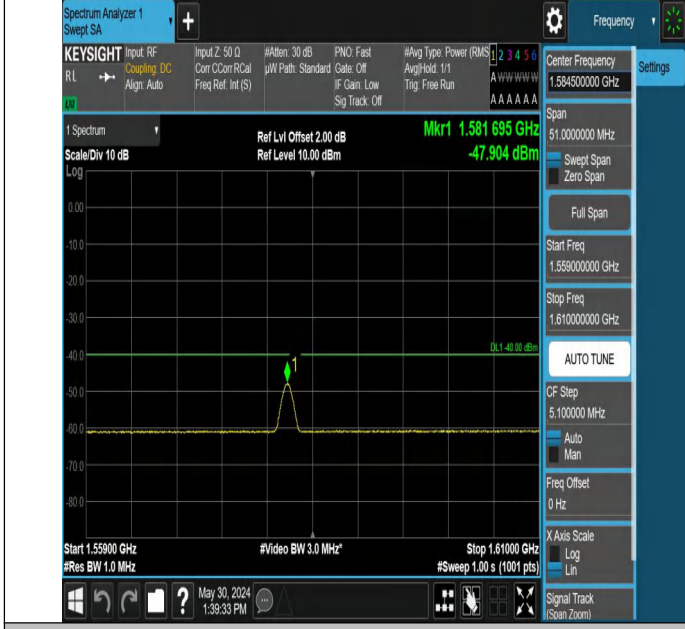 Spectrum Analyzer 1
Swept SA
+
Frequency
KEYSIGHT
RL
LXI
Input: RF
Coupling: DC
Align: Auto
Input Z: 50 Ω
Corr CCorr RCal
Freq Ref: Int (S)
#Atten: 30 dB
µW Path: Standard
PNO: Fast
Gate: Off
IF Gain: Low
Sig Track: Off
#Avg Type: Power (RMS
Avg|Hold: 1/1
Trig: Free Run
1 2 3 4 5 6
A W W W W W
A A A A A A
Center Frequency
1.584500000 GHz
Settings
Span
51.0000000 MHz
Swept Span
Zero Span
Full Span
Start Freq
1.559000000 GHz
Stop Freq
1.610000000 GHz
AUTO TUNE
CF Step
5.100000 MHz
Auto
Man
Freq Offset
0 Hz
X Axis Scale
Log
Lin
Signal Track
(Span Zoom)
1 Spectrum
Scale/Div 10 dB
Log
Ref Lvl Offset 2.00 dB
Ref Level 10.00 dBm
Mkr1 1.581 695 GHz
-47.904 dBm
0.00
-10.0
-20.0
-30.0
-40.0
-50.0
-60.0
-70.0
-80.0
DL1 -40.00 dBm
1
Start 1.55900 GHz
#Res BW 1.0 MHz
#Video BW 3.0 MHz*
Stop 1.61000 GHz
#Sweep 1.00 s (1001 pts)
?
May 30, 2024
1:39:33 PM